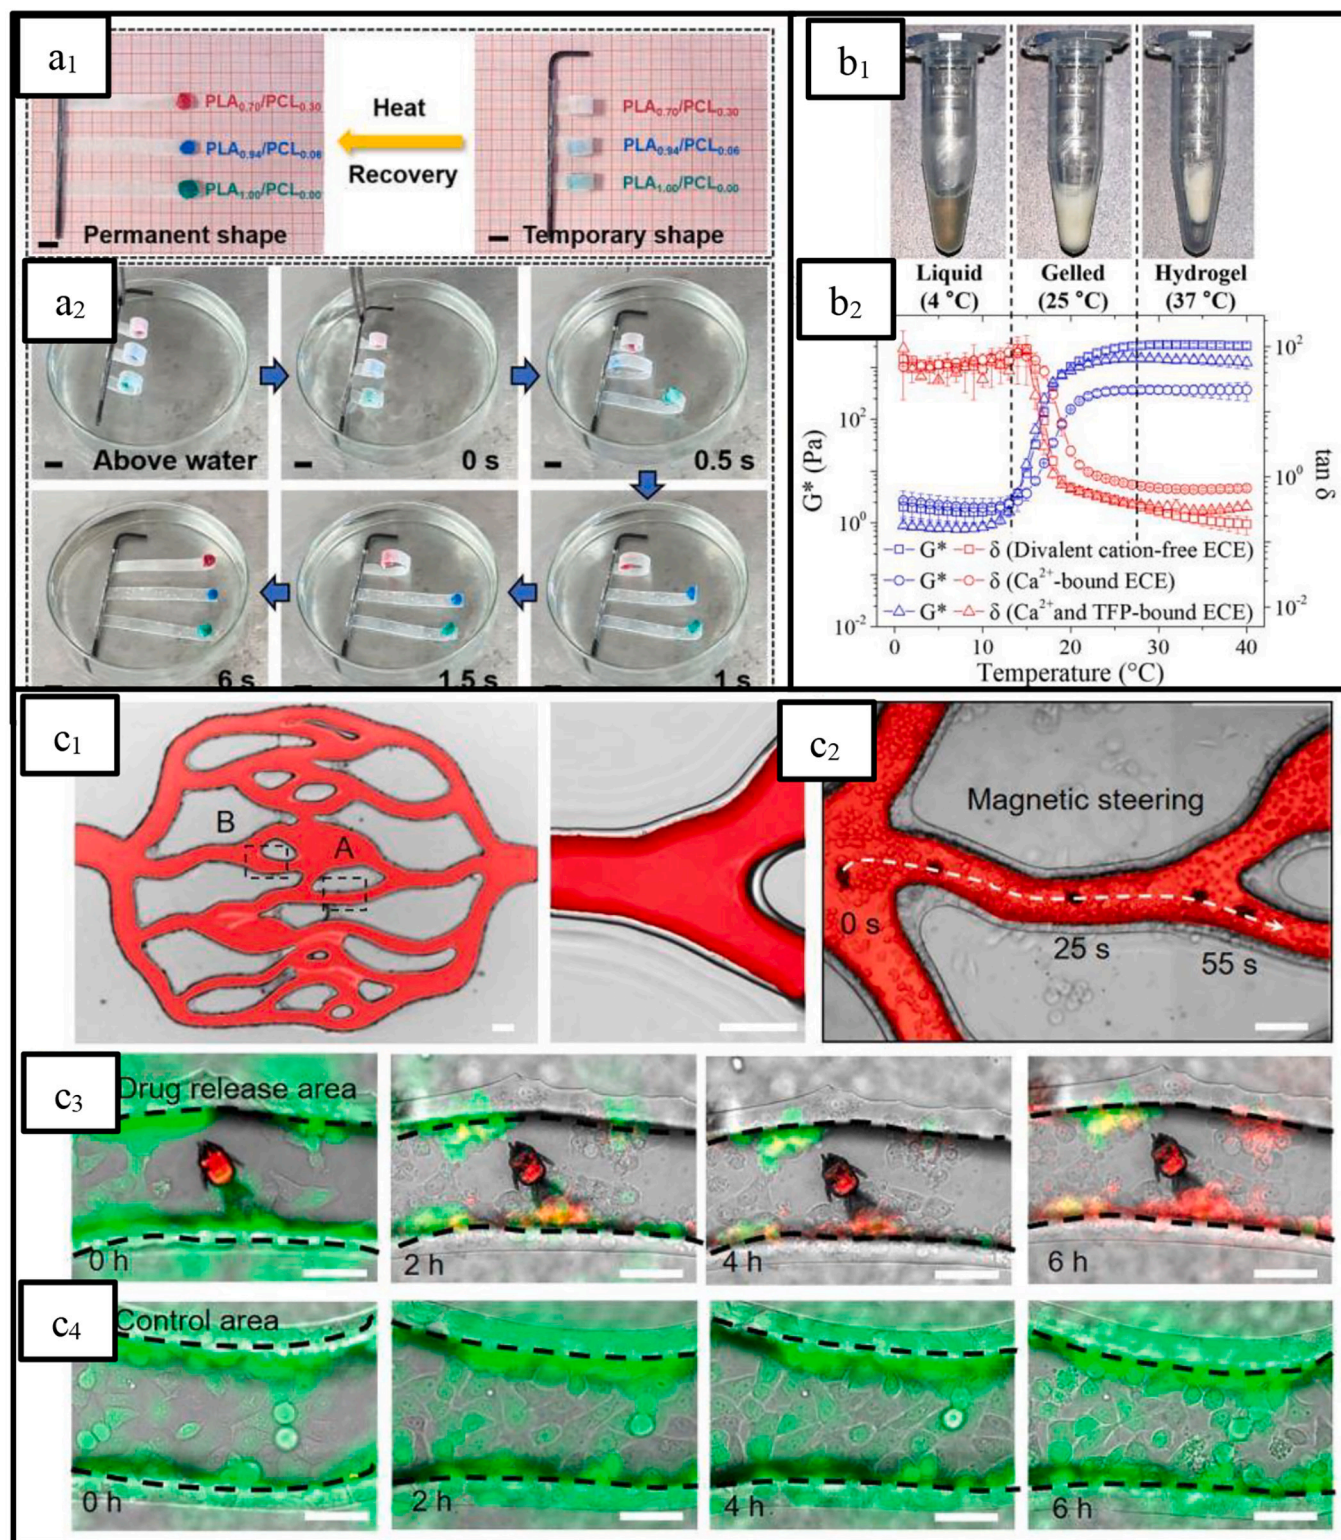 a₁
PLA₀.₇₀/PCL₀.₃₀
PLA₀.₉₄/PCL₀.₀₆
PLA₁.₀₀/PCL₀.₀₀
Permanent shape
Heat
Recovery
PLA₀.₇₀/PCL₀.₃₀
PLA₀.₉₄/PCL₀.₀₆
PLA₁.₀₀/PCL₀.₀₀
Temporary shape
a₂
Above water
0 s
0.5 s
6 s
1.5 s
1 s
b₁
Liquid
(4 °C)
Gelled
(25 °C)
Hydrogel
(37 °C)
b₂
G* (Pa)
10²
10⁰
10⁻²
10²
10⁰
10⁻²
tan δ
G* δ (Divalent cation-free ECE)
G* δ (Ca²⁺-bound ECE)
G* δ (Ca²⁺and TFP-bound ECE)
0 10 20 30 40
Temperature (°C)
c₁
B
A
c₂
Magnetic steering
0 s
25 s
55 s
c₃
Drug release area
0 h
2 h
4 h
6 h
c₄
Control area
0 h
2 h
4 h
6 h